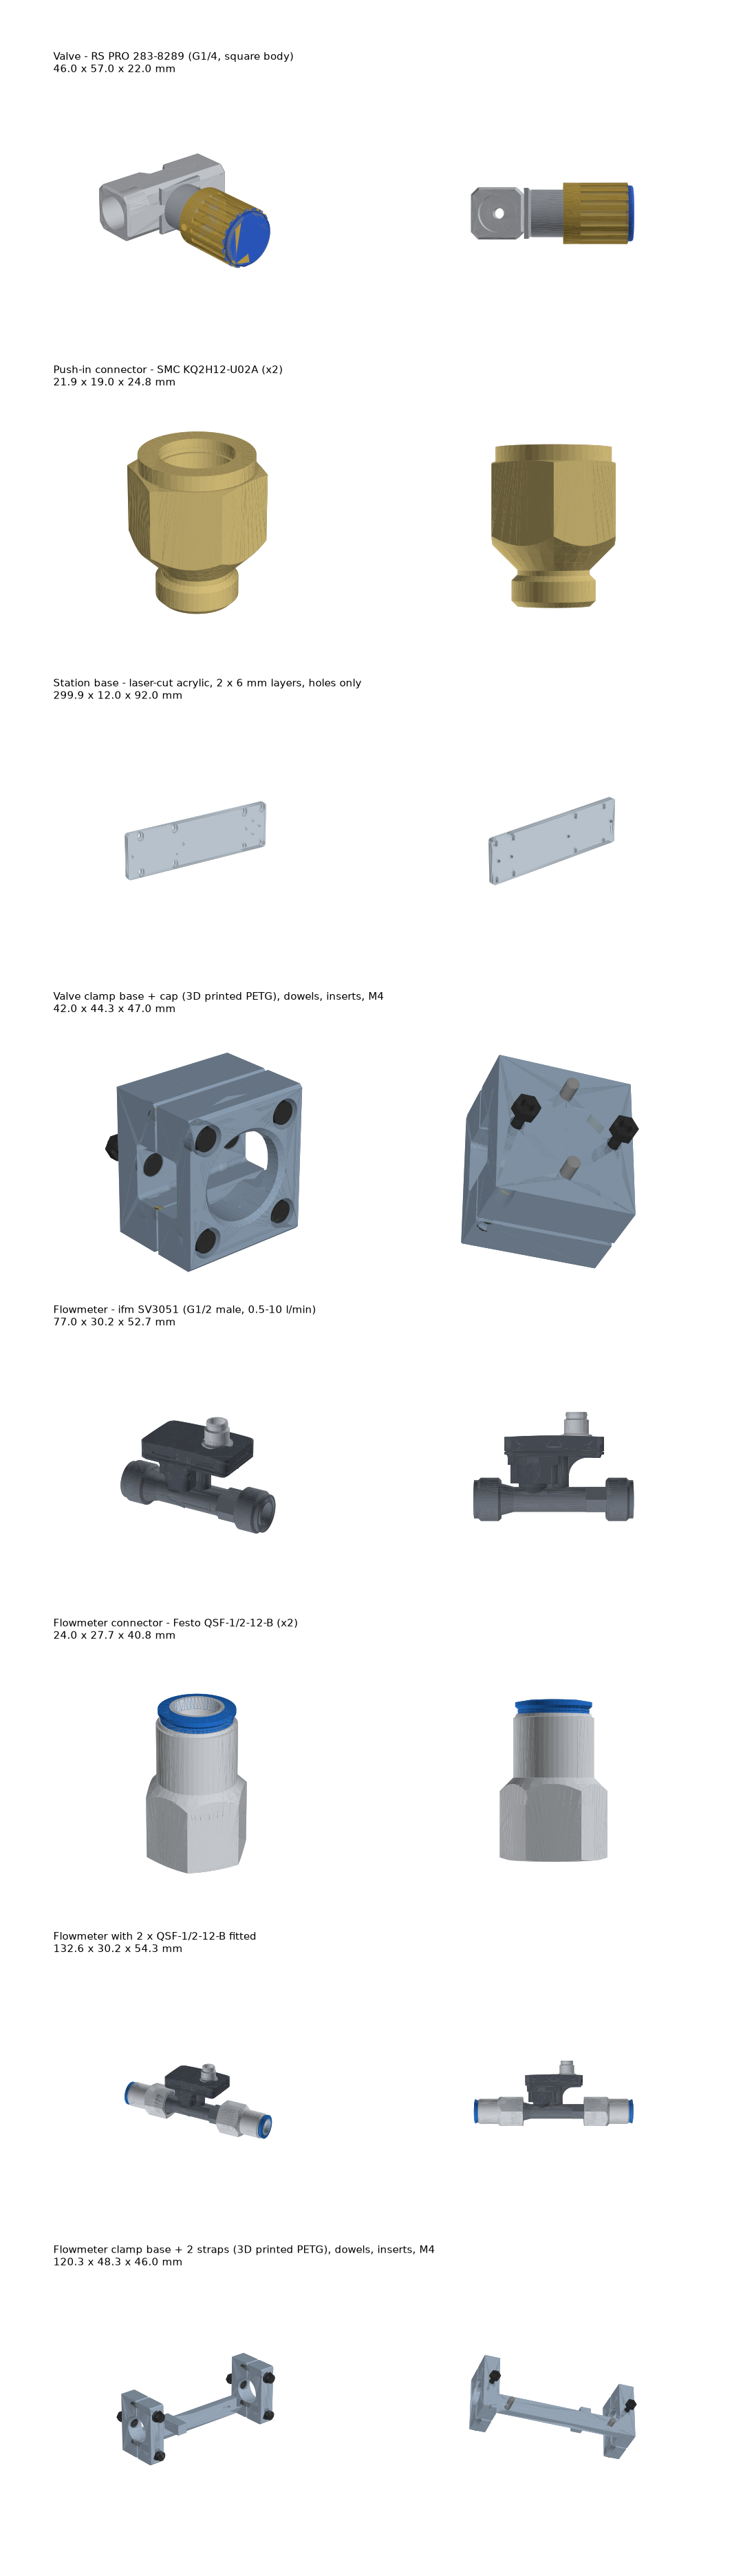 Valve - RS PRO 283-8289 (G1/4, square body)
46.0 x 57.0 x 22.0 mm
Push-in connector - SMC KQ2H12-U02A (x2)
21.9 x 19.0 x 24.8 mm
Station base - laser-cut acrylic, 2 x 6 mm layers, holes only
299.9 x 12.0 x 92.0 mm
Valve clamp base + cap (3D printed PETG), dowels, inserts, M4
42.0 x 44.3 x 47.0 mm
Flowmeter - ifm SV3051 (G1/2 male, 0.5-10 l/min)
77.0 x 30.2 x 52.7 mm
Flowmeter connector - Festo QSF-1/2-12-B (x2)
24.0 x 27.7 x 40.8 mm
Flowmeter with 2 x QSF-1/2-12-B fitted
132.6 x 30.2 x 54.3 mm
Flowmeter clamp base + 2 straps (3D printed PETG), dowels, inserts, M4
120.3 x 48.3 x 46.0 mm